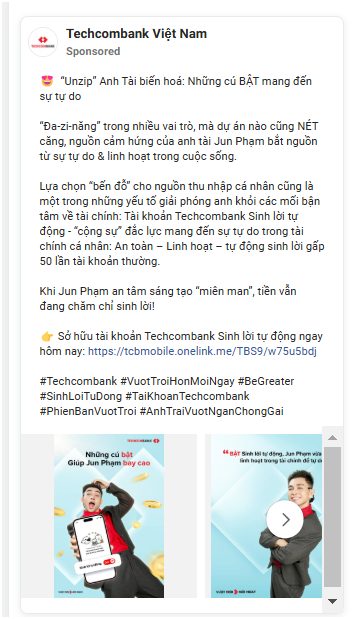 Techcombank Việt Nam
Sponsored
😍 “Unzip” Anh Tài biến hoá: Những cú BẬT mang đến
sự tự do
“Đa-zi-năng” trong nhiều vai trò, mà dự án nào cũng NÉT
căng, nguồn cảm hứng của anh tài Jun Phạm bắt nguồn
từ sự tự do & linh hoạt trong cuộc sống.
Lựa chọn “bến đỗ” cho nguồn thu nhập cá nhân cũng là
một trong những yếu tố giải phóng anh khỏi các mối bận
tâm về tài chính: Tài khoản Techcombank Sinh lời tự
động - “cộng sự” đắc lực mang đến sự tự do trong tài
chính cá nhân: An toàn – Linh hoạt – tự động sinh lời gấp
50 lần tài khoản thường.
Khi Jun Phạm an tâm sáng tạo “miên man”, tiền vẫn
đang chăm chỉ sinh lời!
👉 Sở hữu tài khoản Techcombank Sinh lời tự động ngay
hôm nay: https://tcbmobile.onelink.me/TBS9/w75u5bdj
#Techcombank #VuotTroiHonMoiNgay #BeGreater
#SinhLoiTuDong #TaiKhoanTechcombank
#PhienBanVuotTroi #AnhTraiVuotNganChongGai
TECHCOMBANK
Những cú bật
Giúp Jun Phạm bay cao
“BẬT Sinh lời tự động, Jun Phạm vừa
linh hoạt trong tài chính để tự do